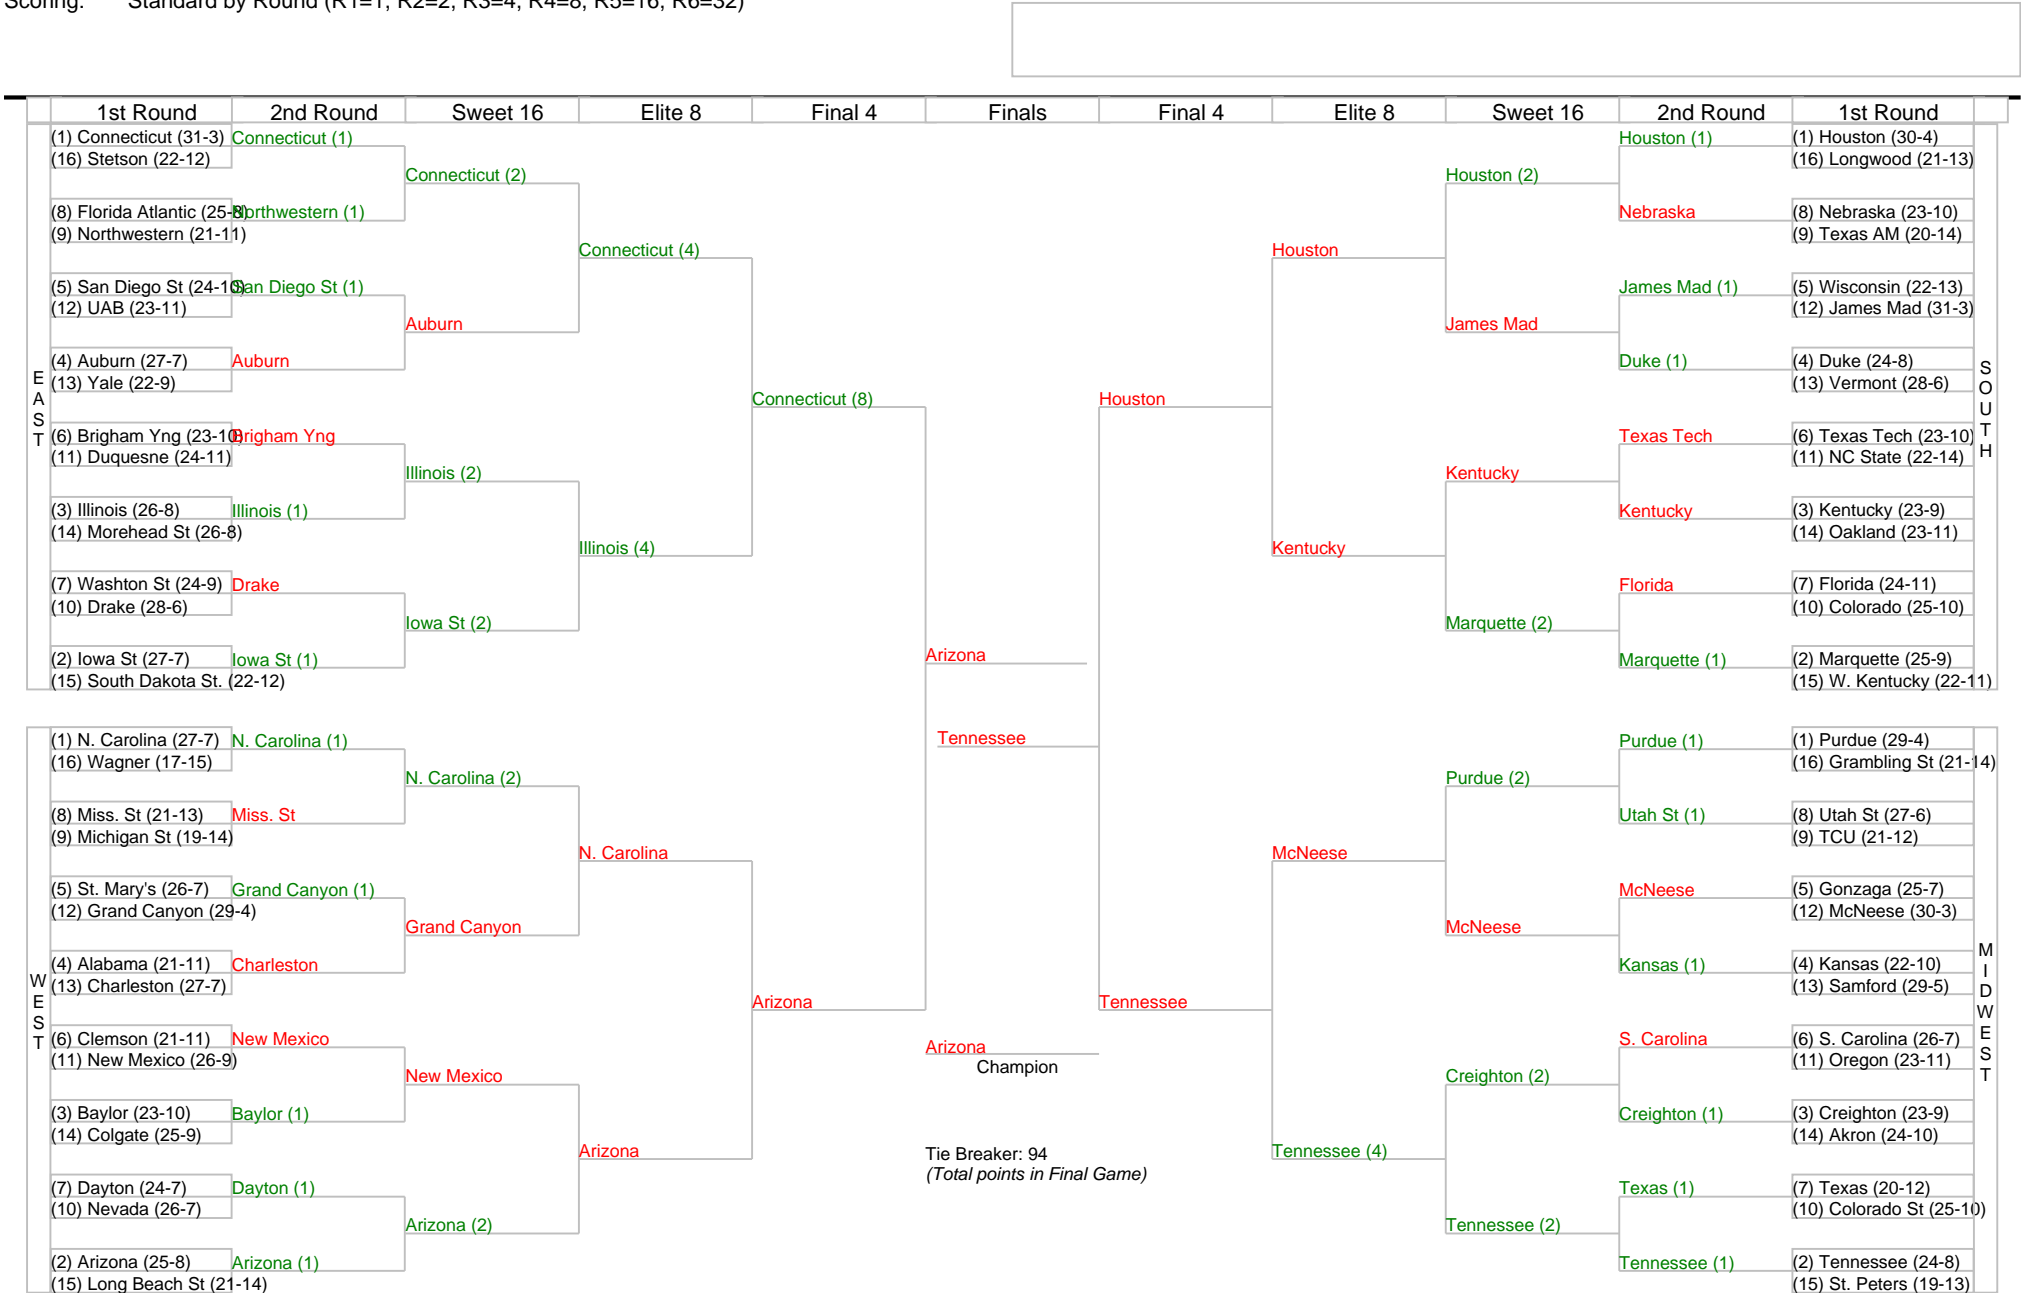 Scoring: Standard by Round (R1=1, R2=2, R3=4, R4=8, R5=16, R6=32)
1st Round 2nd Round Sweet 16 Elite 8 Final 4 Finals Final 4 Elite 8 Sweet 16 2nd Round 1st Round
EAST
(1) Connecticut (31-3)
(16) Stetson (22-12)
(8) Florida Atlantic (25-8)
(9) Northwestern (21-11)
(5) San Diego St (24-10)
(12) UAB (23-11)
(4) Auburn (27-7)
(13) Yale (22-9)
(6) Brigham Yng (23-10)
(11) Duquesne (24-11)
(3) Illinois (26-8)
(14) Morehead St (26-8)
(7) Washton St (24-9)
(10) Drake (28-6)
(2) Iowa St (27-7)
(15) South Dakota St. (22-12)
Connecticut (1)
Northwestern (1)
San Diego St (1)
Auburn
Brigham Yng
Illinois (1)
Drake
Iowa St (1)
Connecticut (2)
Auburn
Illinois (2)
Iowa St (2)
Connecticut (4)
Illinois (4)
Connecticut (8)
WEST
(1) N. Carolina (27-7)
(16) Wagner (17-15)
(8) Miss. St (21-13)
(9) Michigan St (19-14)
(5) St. Mary's (26-7)
(12) Grand Canyon (29-4)
(4) Alabama (21-11)
(13) Charleston (27-7)
(6) Clemson (21-11)
(11) New Mexico (26-9)
(3) Baylor (23-10)
(14) Colgate (25-9)
(7) Dayton (24-7)
(10) Nevada (26-7)
(2) Arizona (25-8)
(15) Long Beach St (21-14)
N. Carolina (1)
Miss. St
Grand Canyon (1)
Charleston
New Mexico
Baylor (1)
Dayton (1)
Arizona (1)
N. Carolina (2)
Grand Canyon
New Mexico
Arizona (2)
N. Carolina
Arizona
Arizona
Arizona
Tennessee
Arizona
Champion
Tie Breaker: 94
(Total points in Final Game)
Houston
Tennessee
Houston
Kentucky
Houston (2)
James Mad
Kentucky
Marquette (2)
Houston (1)
Nebraska
James Mad (1)
Duke (1)
Texas Tech
Kentucky
Florida
Marquette (1)
(1) Houston (30-4)
(16) Longwood (21-13)
(8) Nebraska (23-10)
(9) Texas AM (20-14)
(5) Wisconsin (22-13)
(12) James Mad (31-3)
(4) Duke (24-8)
(13) Vermont (28-6)
(6) Texas Tech (23-10)
(11) NC State (22-14)
(3) Kentucky (23-9)
(14) Oakland (23-11)
(7) Florida (24-11)
(10) Colorado (25-10)
(2) Marquette (25-9)
(15) W. Kentucky (22-11)
SOUTH
McNeese
Tennessee (4)
Purdue (2)
McNeese
Creighton (2)
Tennessee (2)
Purdue (1)
Utah St (1)
McNeese
Kansas (1)
S. Carolina
Creighton (1)
Texas (1)
Tennessee (1)
(1) Purdue (29-4)
(16) Grambling St (21-14)
(8) Utah St (27-6)
(9) TCU (21-12)
(5) Gonzaga (25-7)
(12) McNeese (30-3)
(4) Kansas (22-10)
(13) Samford (29-5)
(6) S. Carolina (26-7)
(11) Oregon (23-11)
(3) Creighton (23-9)
(14) Akron (24-10)
(7) Texas (20-12)
(10) Colorado St (25-10)
(2) Tennessee (24-8)
(15) St. Peters (19-13)
MIDWEST